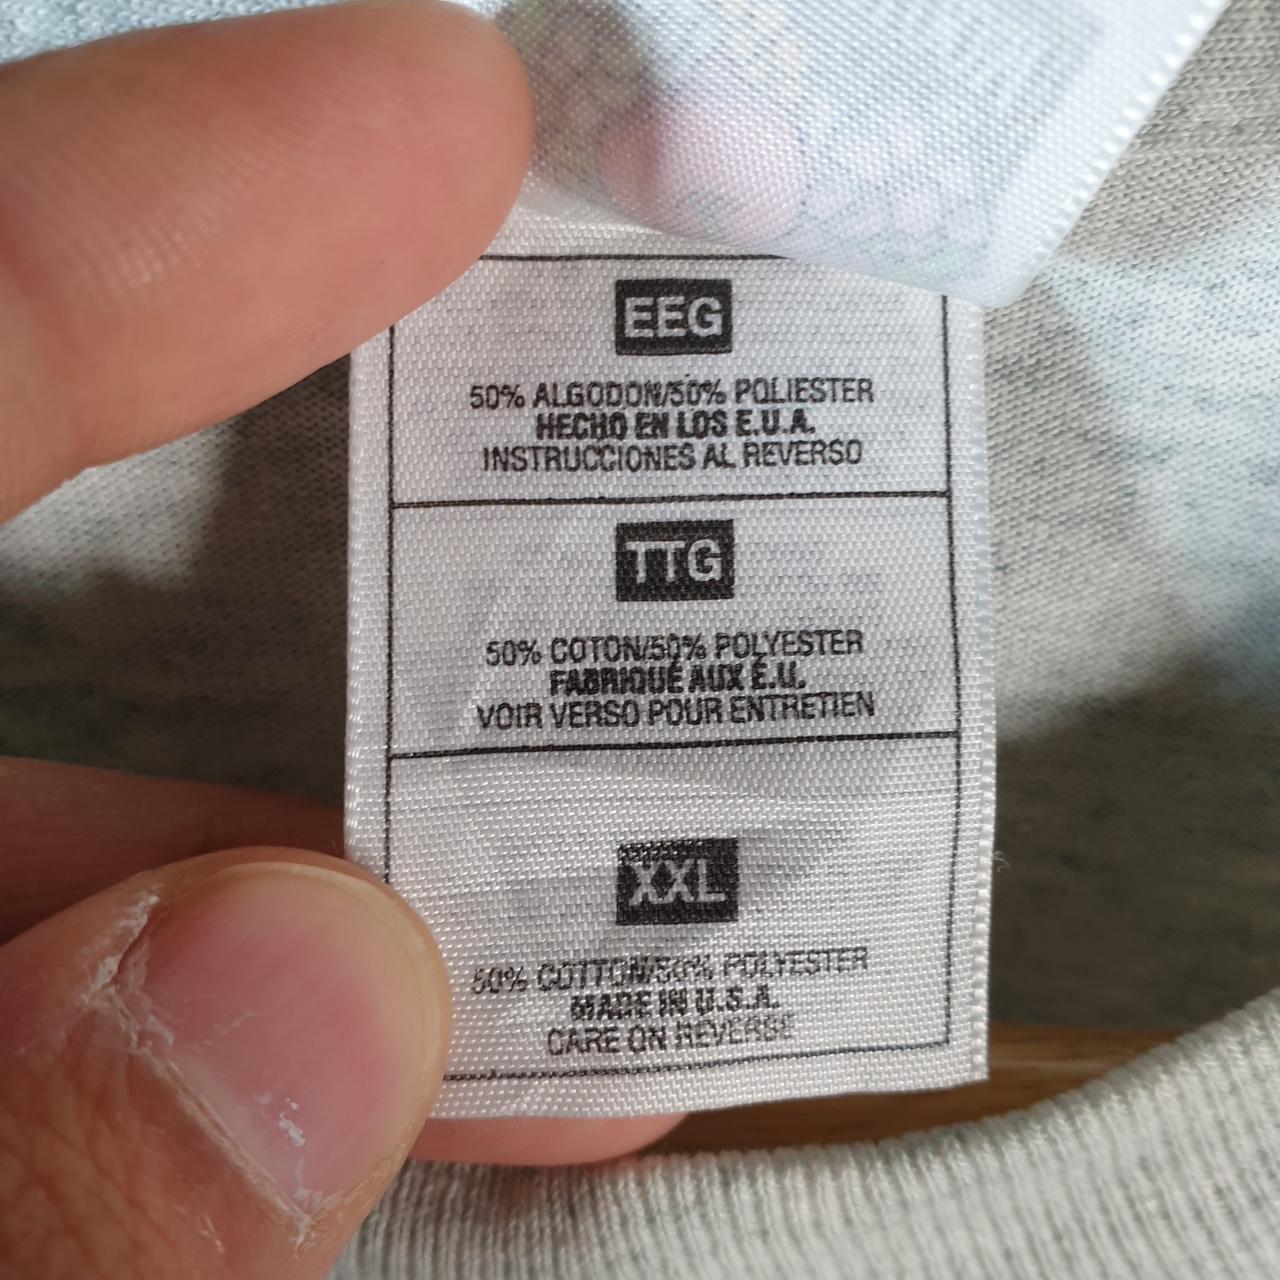 EEG
50% ALGODON/50% POLIESTER
HECHO EN LOS E.U.A.
INSTRUCCIONES AL REVERSO
TTG
50% COTON/50% POLYESTER
FABRIQUÉ AUX É.U.
VOIR VERSO POUR ENTRETIEN
XXL
50% COTTON/50% POLYESTER
MADE IN U.S.A.
CARE ON REVERSE